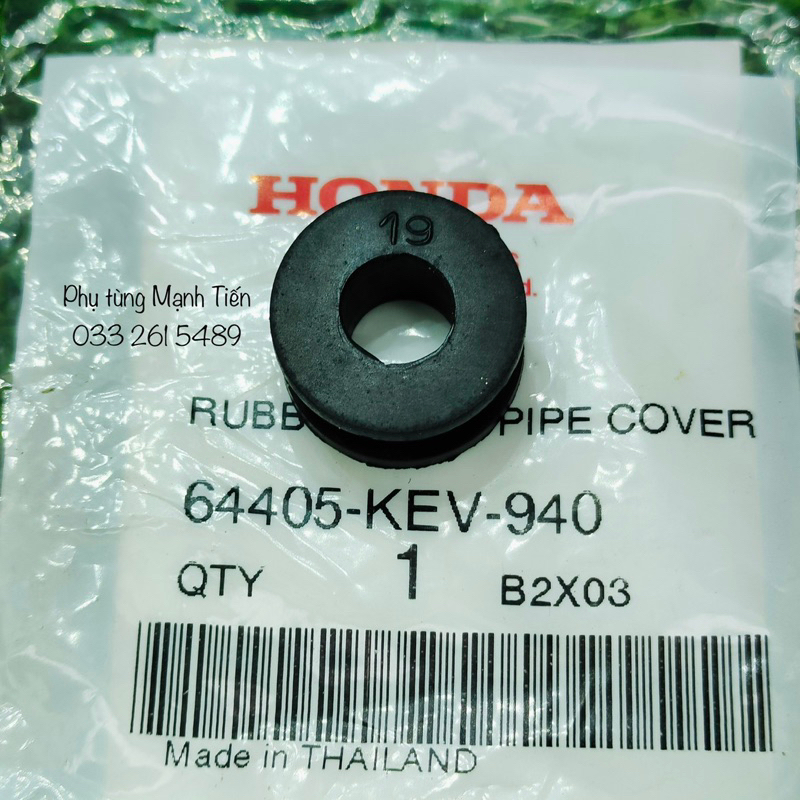 HONDA
19
Phụ tùng Mạnh Tiến
033 261 5489
PIPE COVER
64405-KEV-940
QTY 1 B2X03
Made in THAILAND